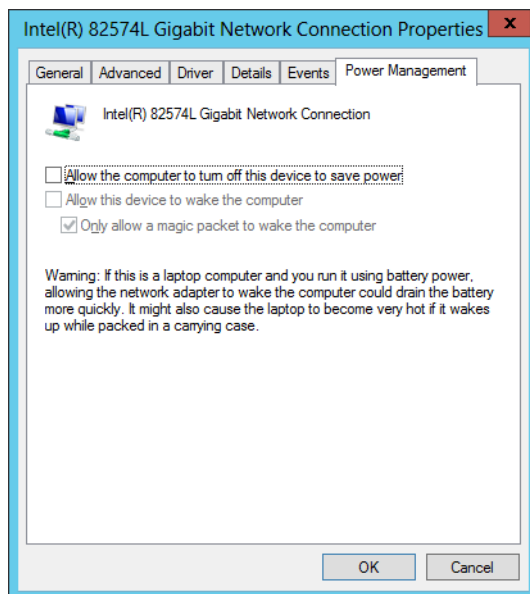 Intel(R) 82574L Gigabit Network Connection Properties x
General Advanced Driver Details Events Power Management
Intel(R) 82574L Gigabit Network Connection
Allow the computer to turn off this device to save power
Allow this device to wake the computer
Only allow a magic packet to wake the computer
Warning: If this is a laptop computer and you run it using battery power,
allowing the network adapter to wake the computer could drain the battery
more quickly. It might also cause the laptop to become very hot if it wakes
up while packed in a carrying case.
OK Cancel